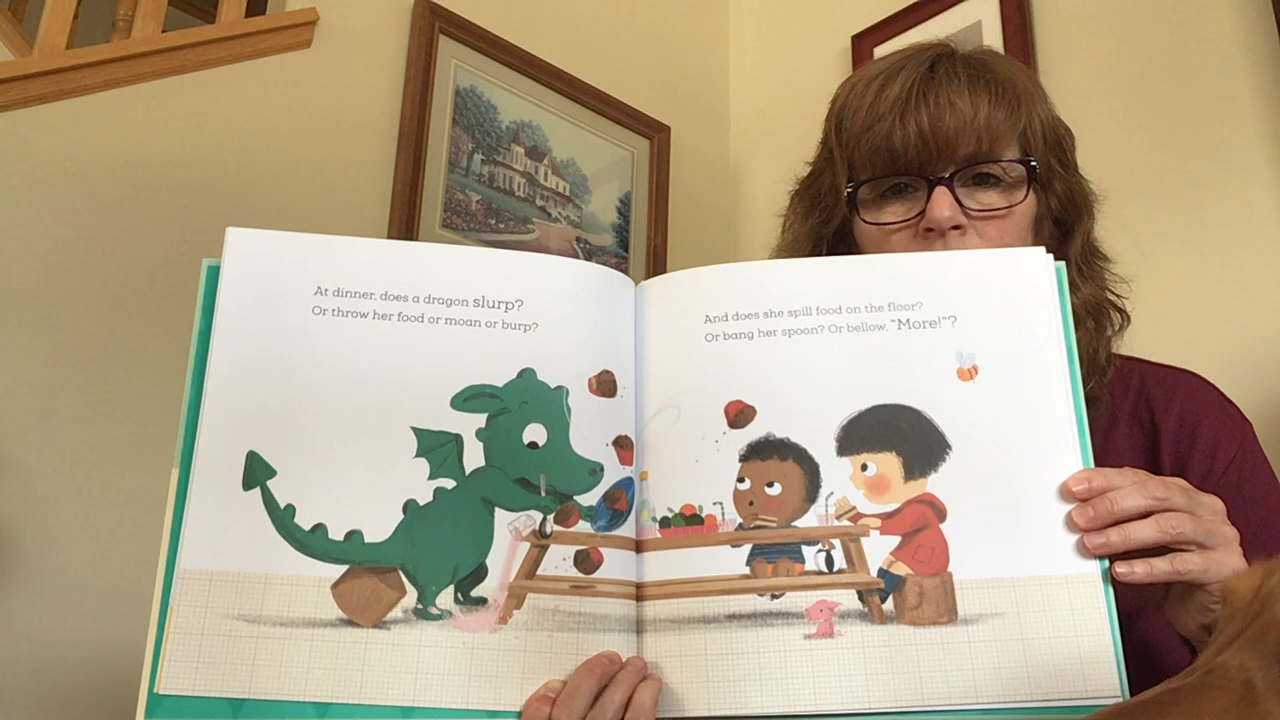 At dinner, does a dragon slurp?
Or throw her food or moan or burp?
And does she spill food on the floor?
Or bang her spoon? Or bellow, “More!”?